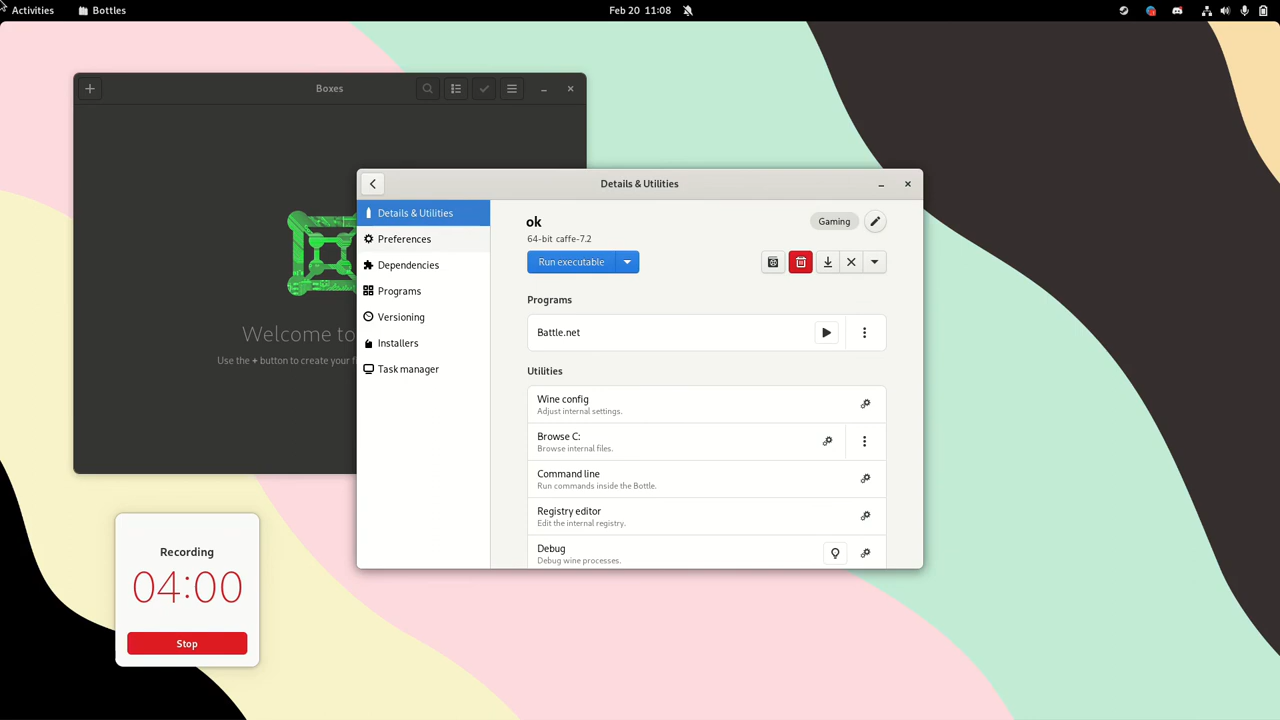 Activities
Bottles
Feb 20 11:08
Boxes
Welcome to
Use the + button to create your
Details & Utilities
Details & Utilities
Preferences
Dependencies
Programs
Versioning
Installers
Task manager
ok
Gaming
64-bit caffe-7.2
Run executable
Programs
Battle.net
Utilities
Wine config
Adjust internal settings.
Browse C:
Browse internal files.
Command line
Run commands inside the Bottle.
Registry editor
Edit the internal registry.
Debug
Debug wine processes.
Recording
04:00
Stop